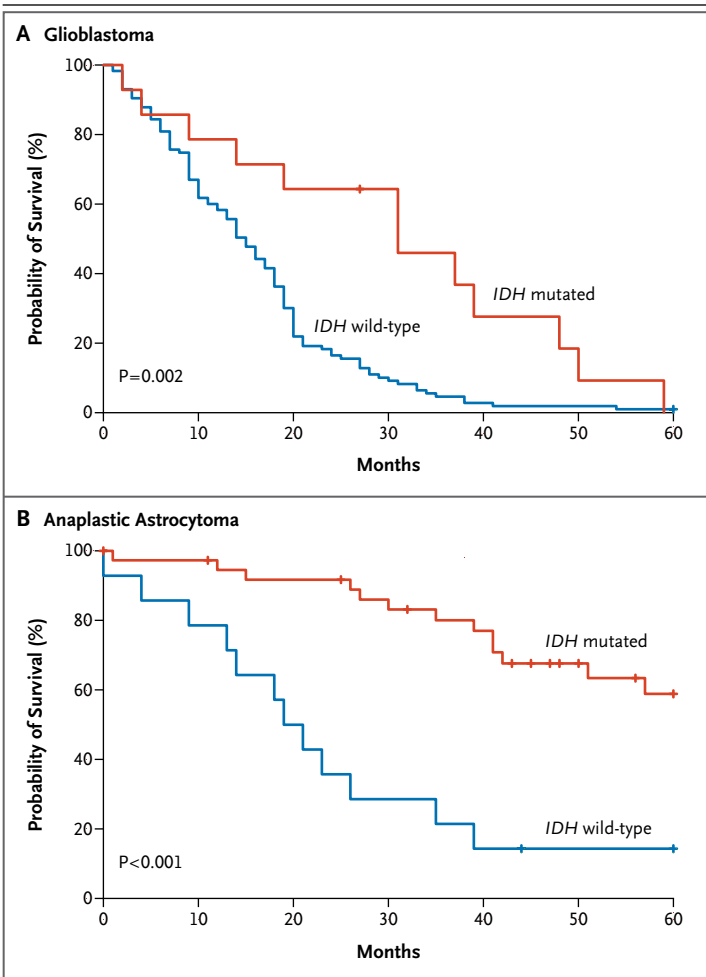 A Glioblastoma
100
80
60
40
20
0
Probability of Survival (%)
IDH mutated
IDH wild-type
P=0.002
0 10 20 30 40 50 60
Months
B Anaplastic Astrocytoma
100
80
60
40
20
0
Probability of Survival (%)
IDH mutated
IDH wild-type
P<0.001
0 10 20 30 40 50 60
Months